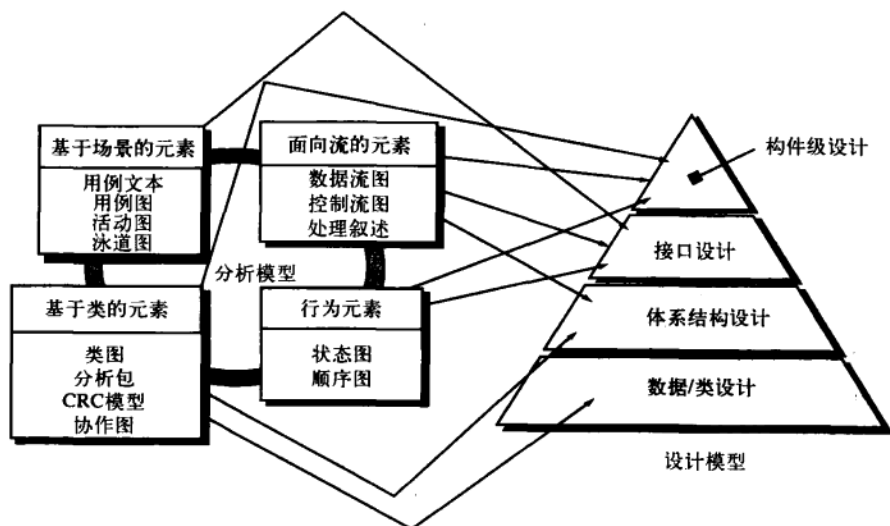 基于场景的元素
用例文本
用例图
活动图
泳道图
面向流的元素
数据流图
控制流图
处理叙述
分析模型
基于类的元素
类图
分析包
CRC模型
协作图
行为元素
状态图
顺序图
构件级设计
接口设计
体系结构设计
数据/类设计
设计模型